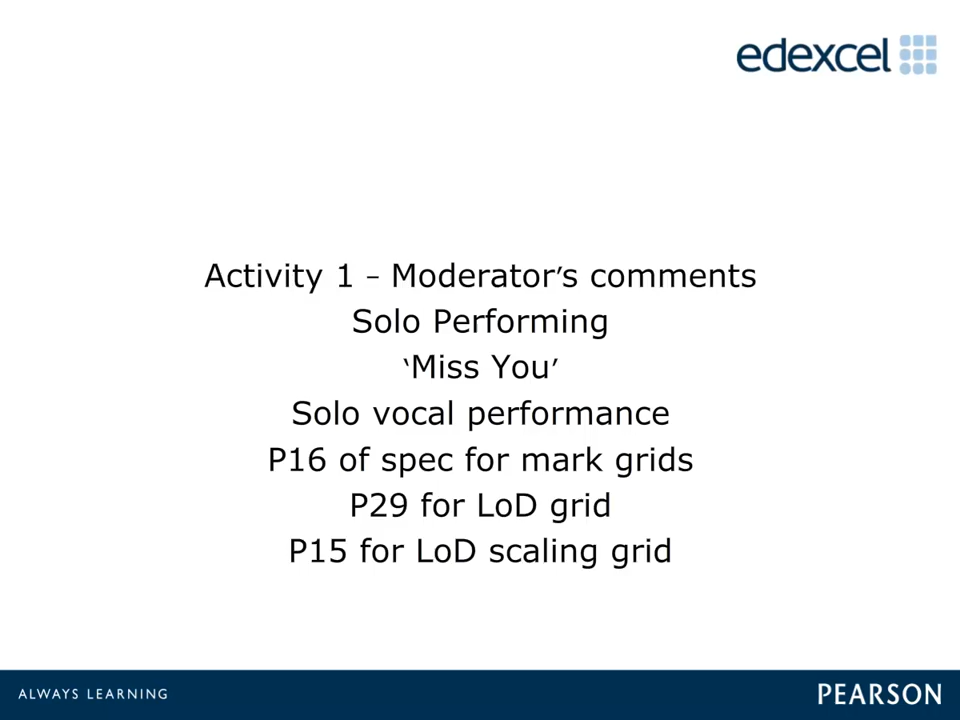 edexcel
Activity 1 – Moderator's comments
Solo Performing
‘Miss You’
Solo vocal performance
P16 of spec for mark grids
P29 for LoD grid
P15 for LoD scaling grid
ALWAYS LEARNING
PEARSON